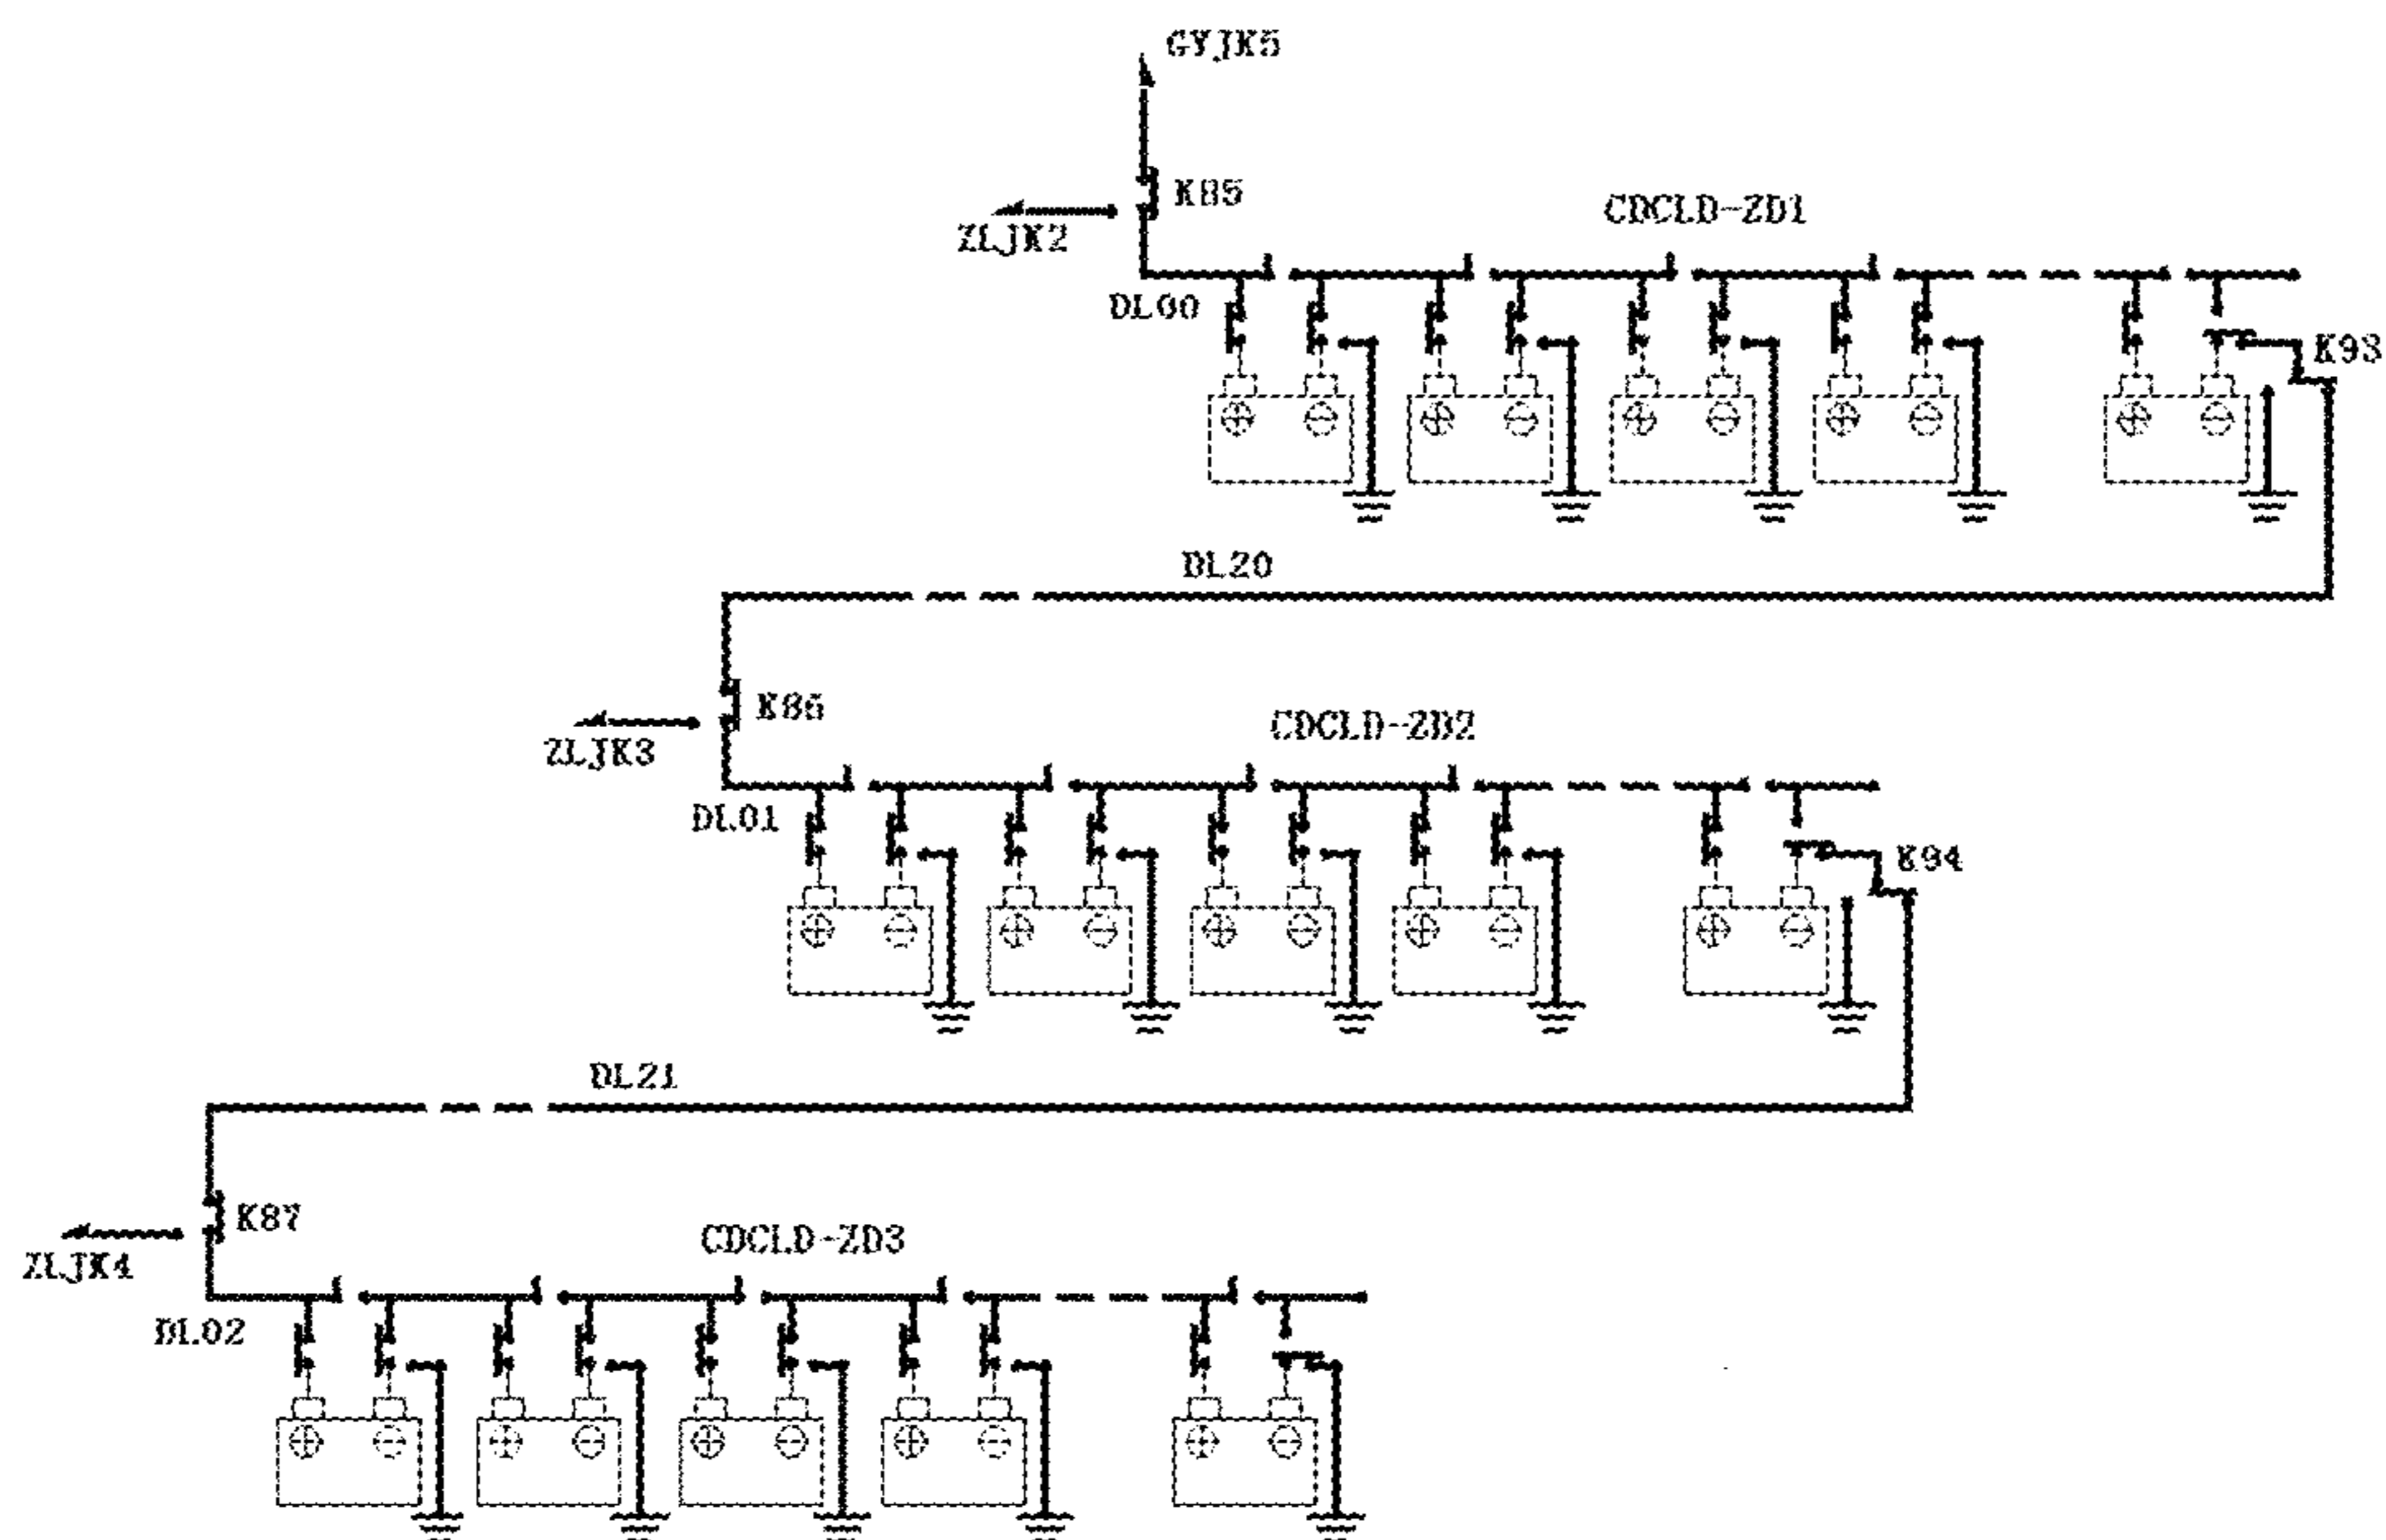 GYJK5
K85
ZLJK2
CDCLD-ZD1
DL00
K93
DL20
K86
ZLJK3
CDCLD-ZD2
DL01
K94
DL21
K87
ZLJK4
CDCLD-ZD3
DL02